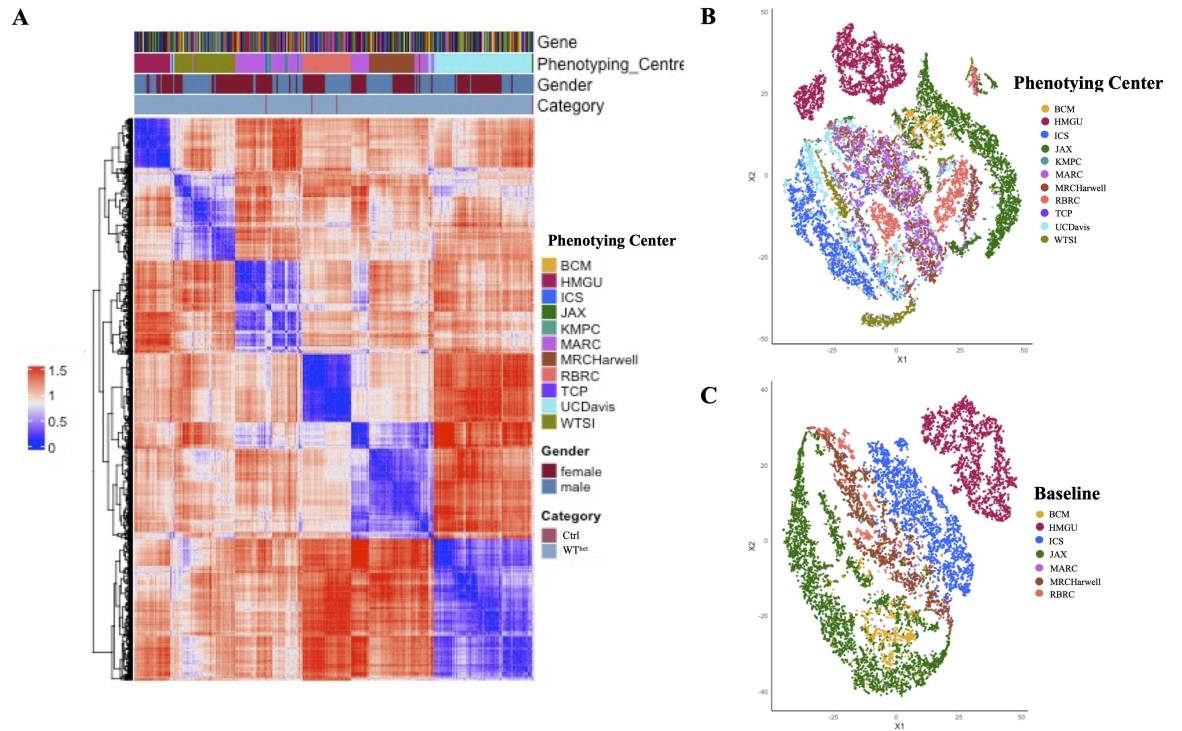 A
Gene
Phenotyping_Centre
Gender
Category
1.5
1
0.5
0
Phenotying Center
BCM
HMGU
ICS
JAX
KMPC
MARC
MRCHarwell
RBRC
TCP
UCDavis
WTSI
Gender
female
male
Category
Ctrl
WThet
B
50
25
0
-25
-50
X2
-25
0
25
50
X1
Phenotying Center
BCM
HMGU
ICS
JAX
KMPC
MARC
MRCHarwell
RBRC
TCP
UCDavis
WTSI
C
40
20
0
-20
-40
X2
-25
0
25
50
X1
Baseline
BCM
HMGU
ICS
JAX
MARC
MRCHarwell
RBRC